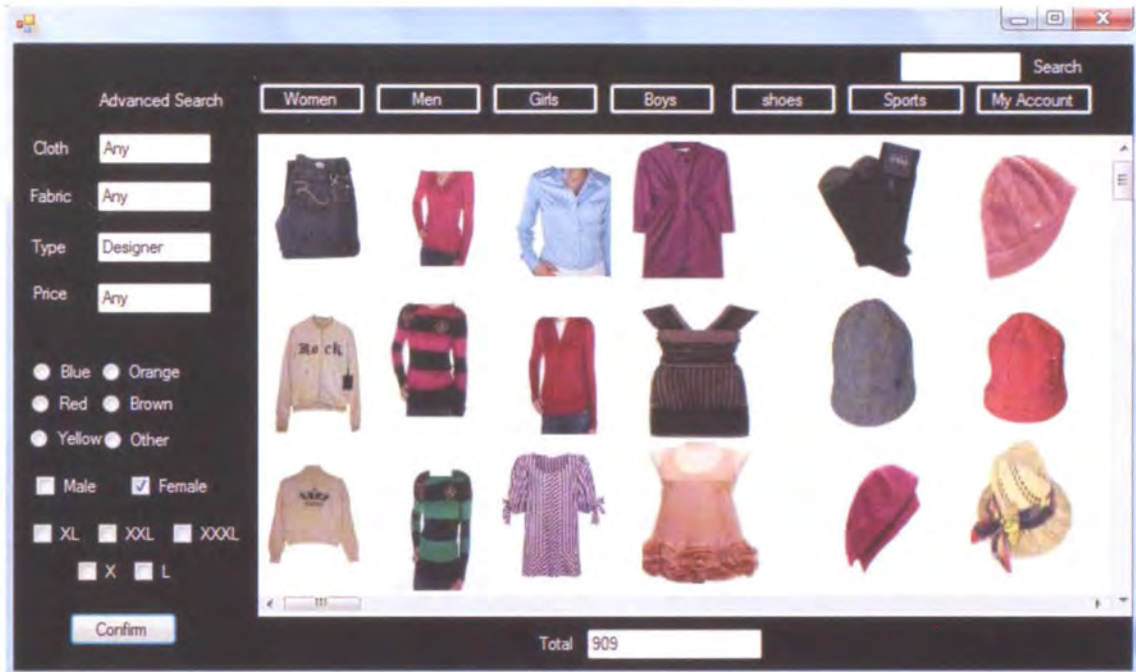 Search
Advanced Search
Women Men Girls Boys shoes Sports My Account
Cloth Any
Fabric Any
Type Designer
Price Any
Blue Orange
Red Brown
Yellow Other
Male Female
XL XXL XXXL
X L
Confirm
Total 909
Rock